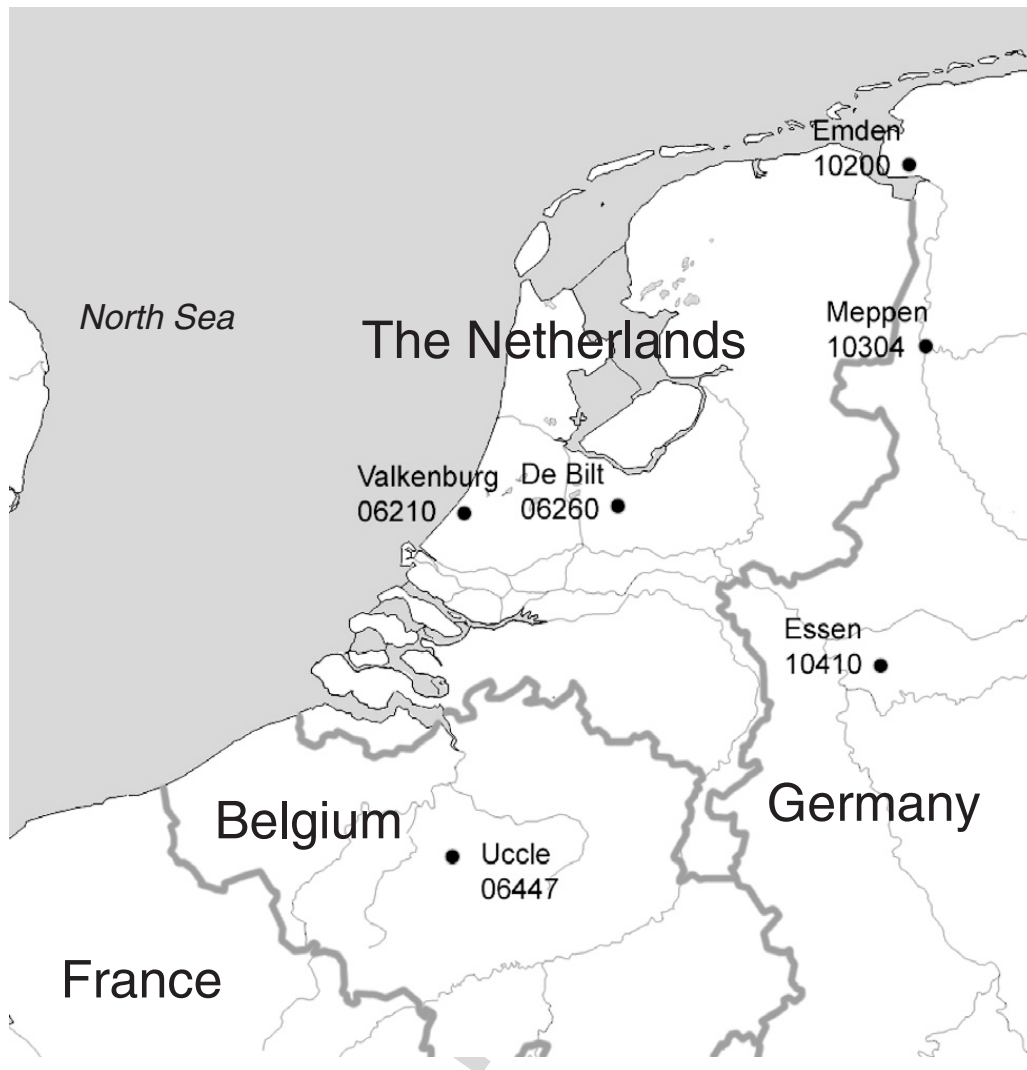 Emden
10200
North Sea
Meppen
10304
The Netherlands
Valkenburg
06210
De Bilt
06260
Essen
10410
Belgium
Germany
Uccle
06447
France